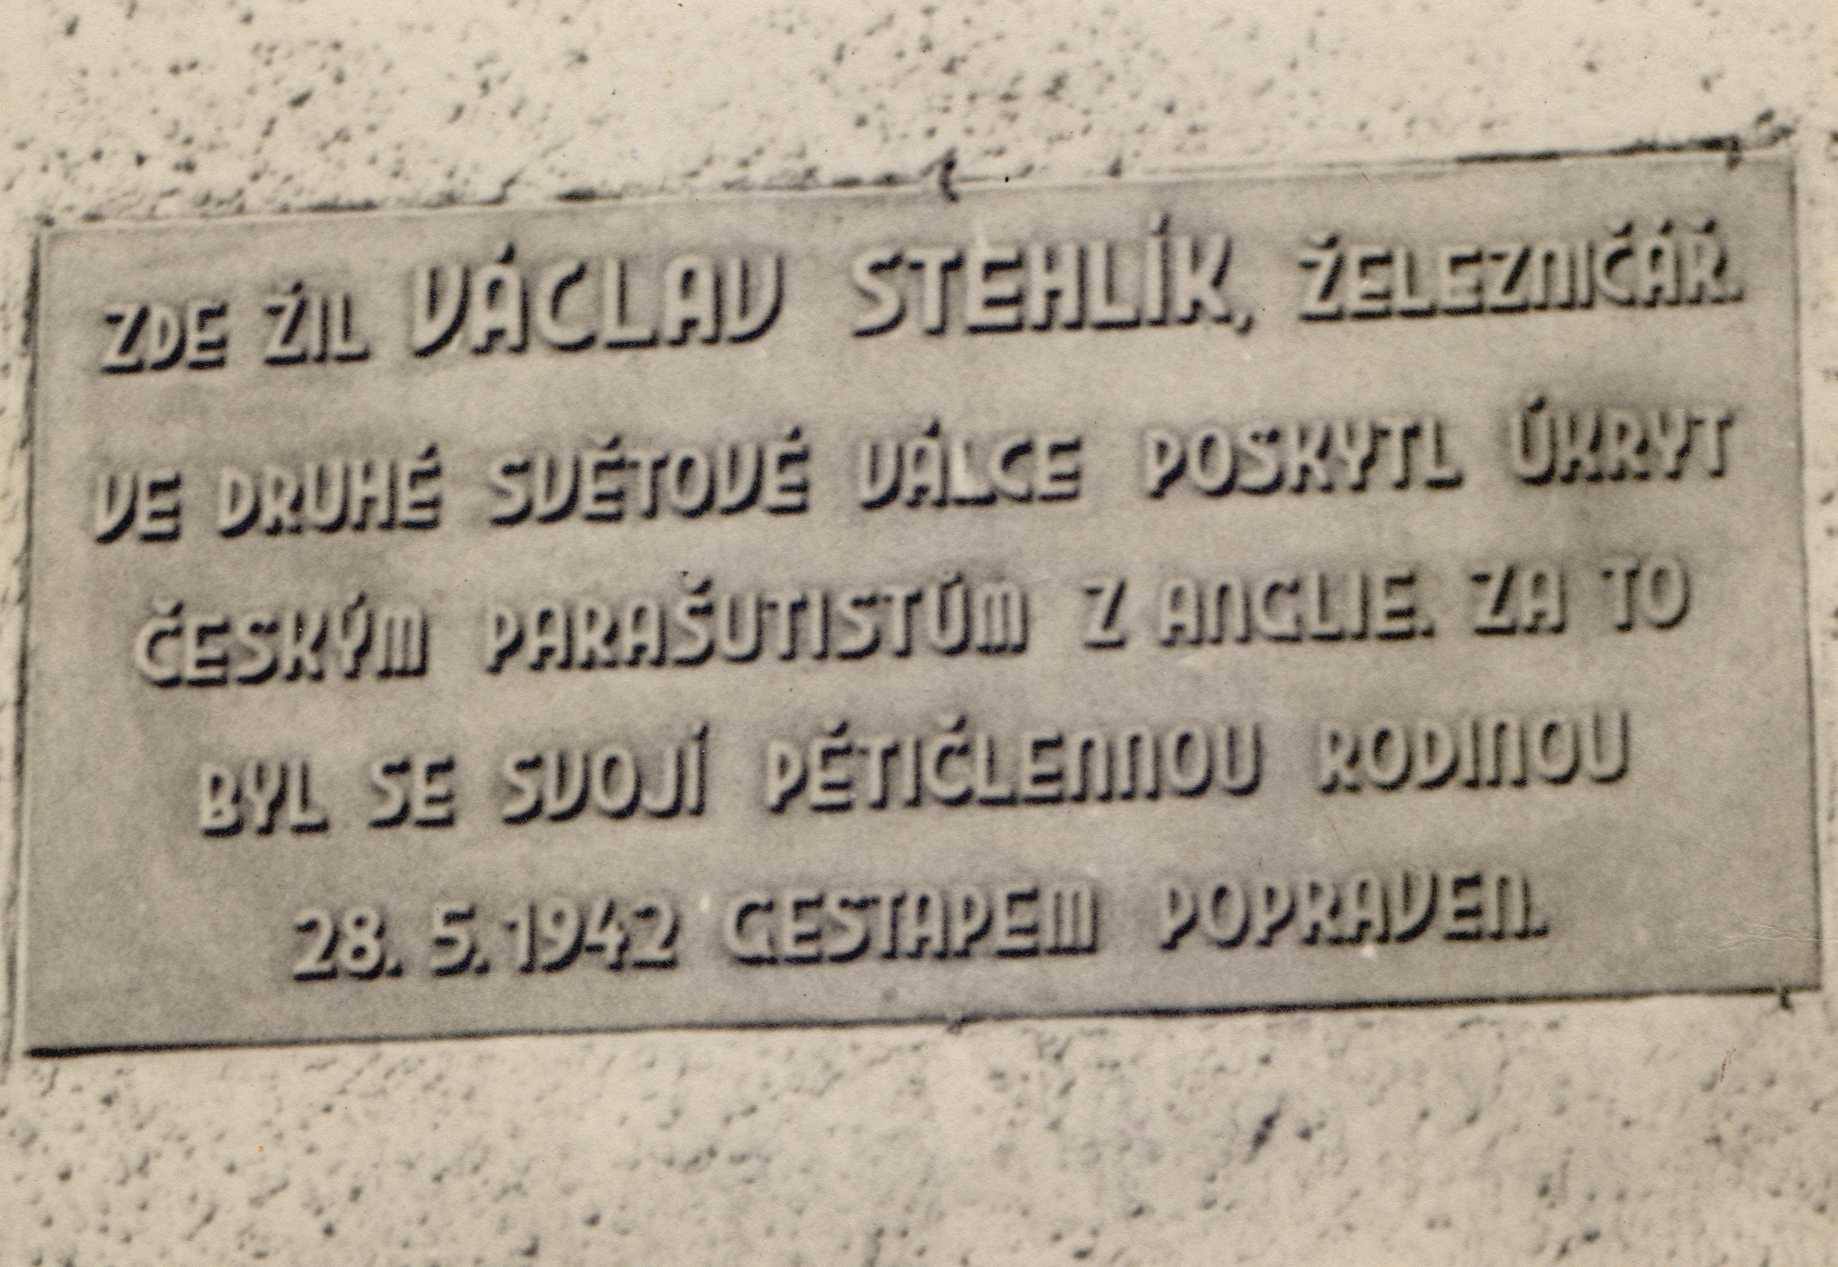 ZDE ŽIL VÁCLAV STEHLÍK, ŽELEZNIČÁŘ.
VE DRUHÉ SVĚTOVÉ VÁLCE POSKYTL ÚKRYT
ČESKÝM PARAŠUTISTŮM Z ANGLIE. ZA TO
BYL SE SVOJÍ PĚTIČLENNOU RODINOU
28. 5. 1942 GESTAPEM POPRAVEN.